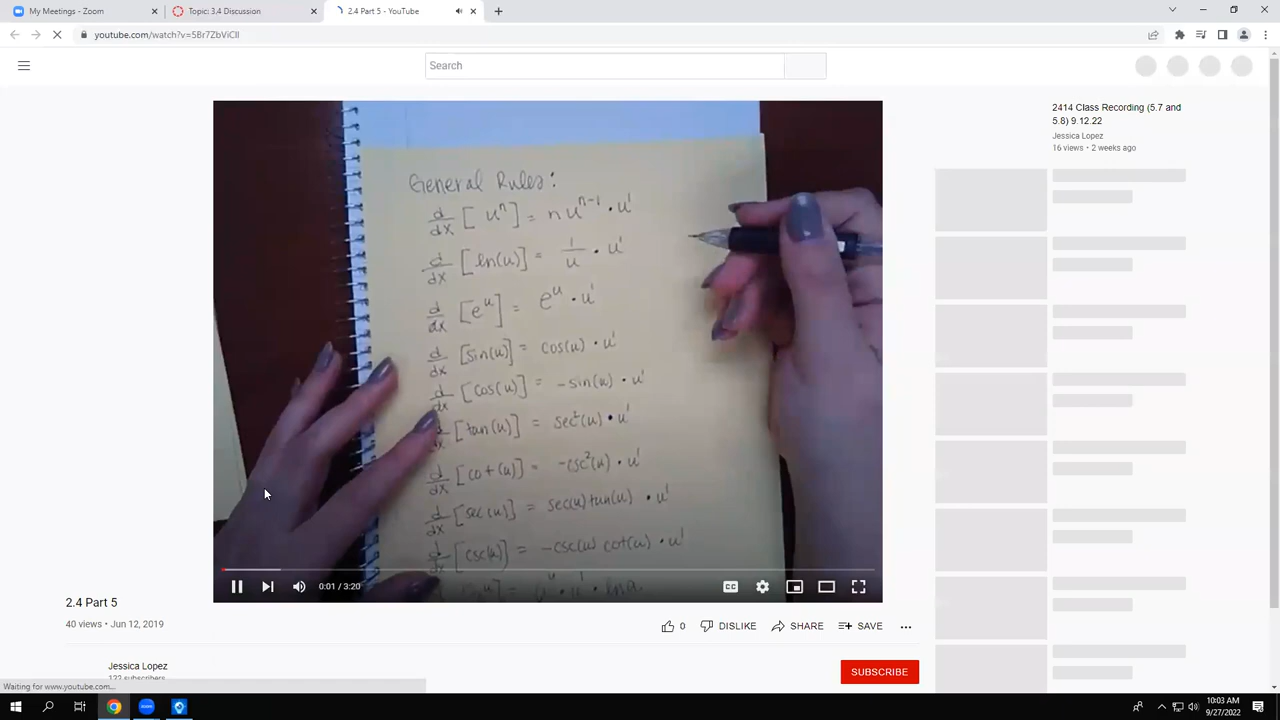 My Meetings - Zoom
Topic: 3,4 Discussion
2.4 Part 5 - YouTube
youtube.com/watch?v=5Br7ZbViClI
Search
General Rules:
d/dx [uⁿ] = nuⁿ⁻¹ • u'
d/dx [ln(u)] = 1/u • u'
d/dx [eᵘ] = eᵘ • u'
d/dx [sin(u)] = cos(u) • u'
d/dx [cos(u)] = -sin(u) • u'
d/dx [tan(u)] = sec²(u) • u'
d/dx [cot(u)] = -csc²(u) • u'
d/dx [sec(u)] = sec(u)tan(u) • u'
d/dx [csc(u)] = -csc(u) cot(u) • u'
0:01 / 3:20
CC
2.4 Part 5
40 views • Jun 12, 2019
0 DISLIKE SHARE SAVE
Jessica Lopez
SUBSCRIBE
2414 Class Recording (5.7 and
5.8) 9.12.22
Jessica Lopez
16 views • 2 weeks ago
Waiting for www.youtube.com...
10:03 AM
9/27/2022